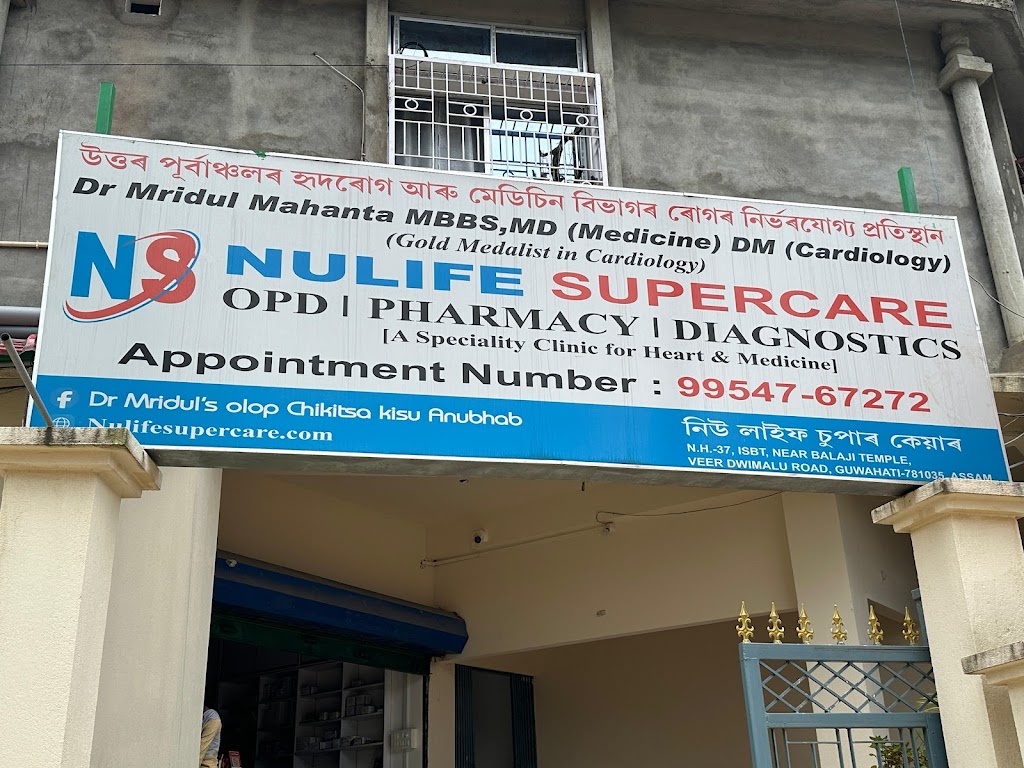 উত্তৰ পূৰ্বাঞ্চলৰ হৃদৰোগ আৰু মেডিচিন বিভাগৰ ৰোগৰ নিৰ্ভৰযোগ্য প্ৰতিস্থান
Dr Mridul Mahanta MBBS,MD (Medicine) DM (Cardiology)
(Gold Medalist in Cardiology)
NS NULIFE SUPERCARE
OPD | PHARMACY | DIAGNOSTICS
[A Speciality Clinic for Heart & Medicine]
Appointment Number : 99547-67272
f Dr Mridul's olop Chikitsa kisu Anubhab
Nulifesupercare.com
নিউ লাইফ চুপাৰ কেয়াৰ
N.H.-37, ISBT, NEAR BALAJI TEMPLE,
VEER DWIMALU ROAD, GUWAHATI-781035, ASSAM